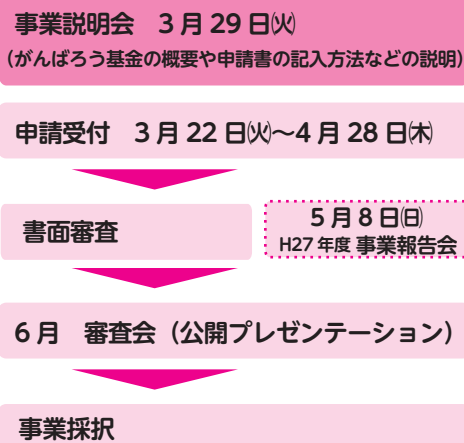 事業説明会　3月29日㈫
（がんばろう基金の概要や申請書の記入方法などの説明）
申請受付　3月22日㈫〜4月28日㈭
書面審査
5月8日㈰
H27年度 事業報告会
6月　審査会（公開プレゼンテーション）
事業採択